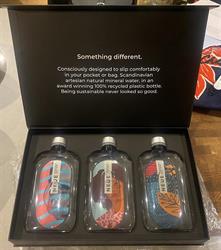 Something different.
Consciously designed to slip comfortably
in your pocket or bag. Scandinavian
artesian natural mineral water, in an
award winning 100% recycled plastic bottle.
Being sustainable never looked so good.